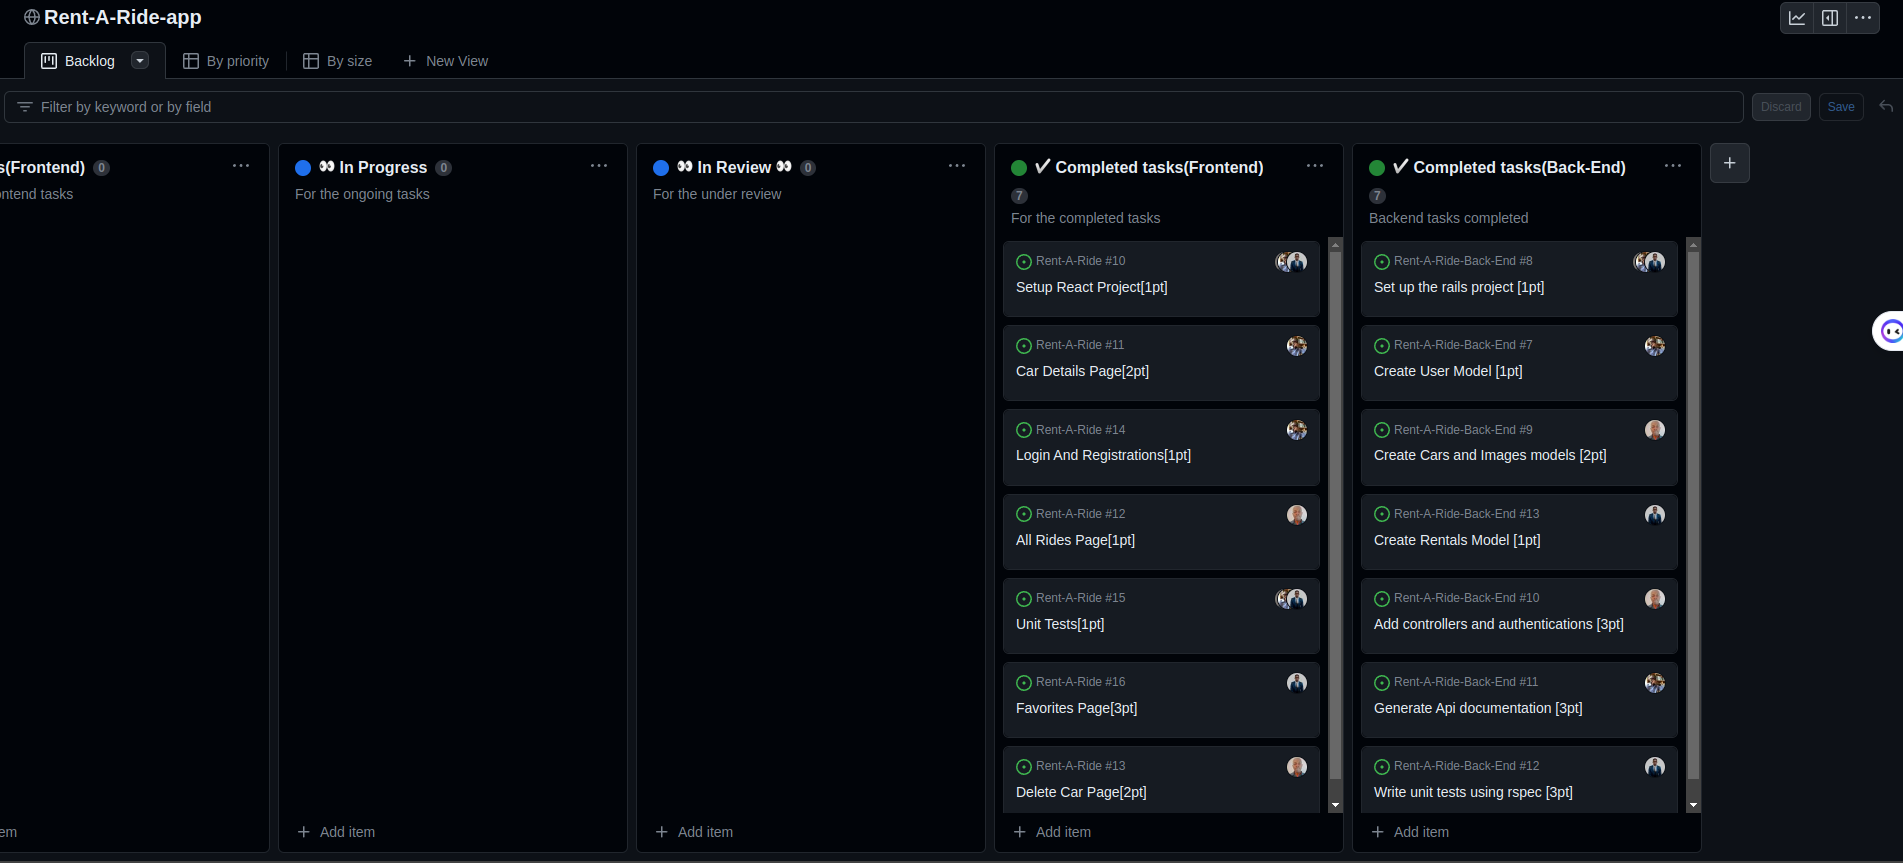 Rent-A-Ride-app
Backlog
By priority
By size
New View
Filter by keyword or by field
Discard
Save
s(Frontend) 0
ntend tasks
em
👀 In Progress 0
For the ongoing tasks
Add item
👀 In Review 👀 0
For the under review
Add item
✔ Completed tasks(Frontend)
7
For the completed tasks
Rent-A-Ride #10
Setup React Project[1pt]
Rent-A-Ride #11
Car Details Page[2pt]
Rent-A-Ride #14
Login And Registrations[1pt]
Rent-A-Ride #12
All Rides Page[1pt]
Rent-A-Ride #15
Unit Tests[1pt]
Rent-A-Ride #16
Favorites Page[3pt]
Rent-A-Ride #13
Delete Car Page[2pt]
Add item
✔ Completed tasks(Back-End)
7
Backend tasks completed
Rent-A-Ride-Back-End #8
Set up the rails project [1pt]
Rent-A-Ride-Back-End #7
Create User Model [1pt]
Rent-A-Ride-Back-End #9
Create Cars and Images models [2pt]
Rent-A-Ride-Back-End #13
Create Rentals Model [1pt]
Rent-A-Ride-Back-End #10
Add controllers and authentications [3pt]
Rent-A-Ride-Back-End #11
Generate Api documentation [3pt]
Rent-A-Ride-Back-End #12
Write unit tests using rspec [3pt]
Add item